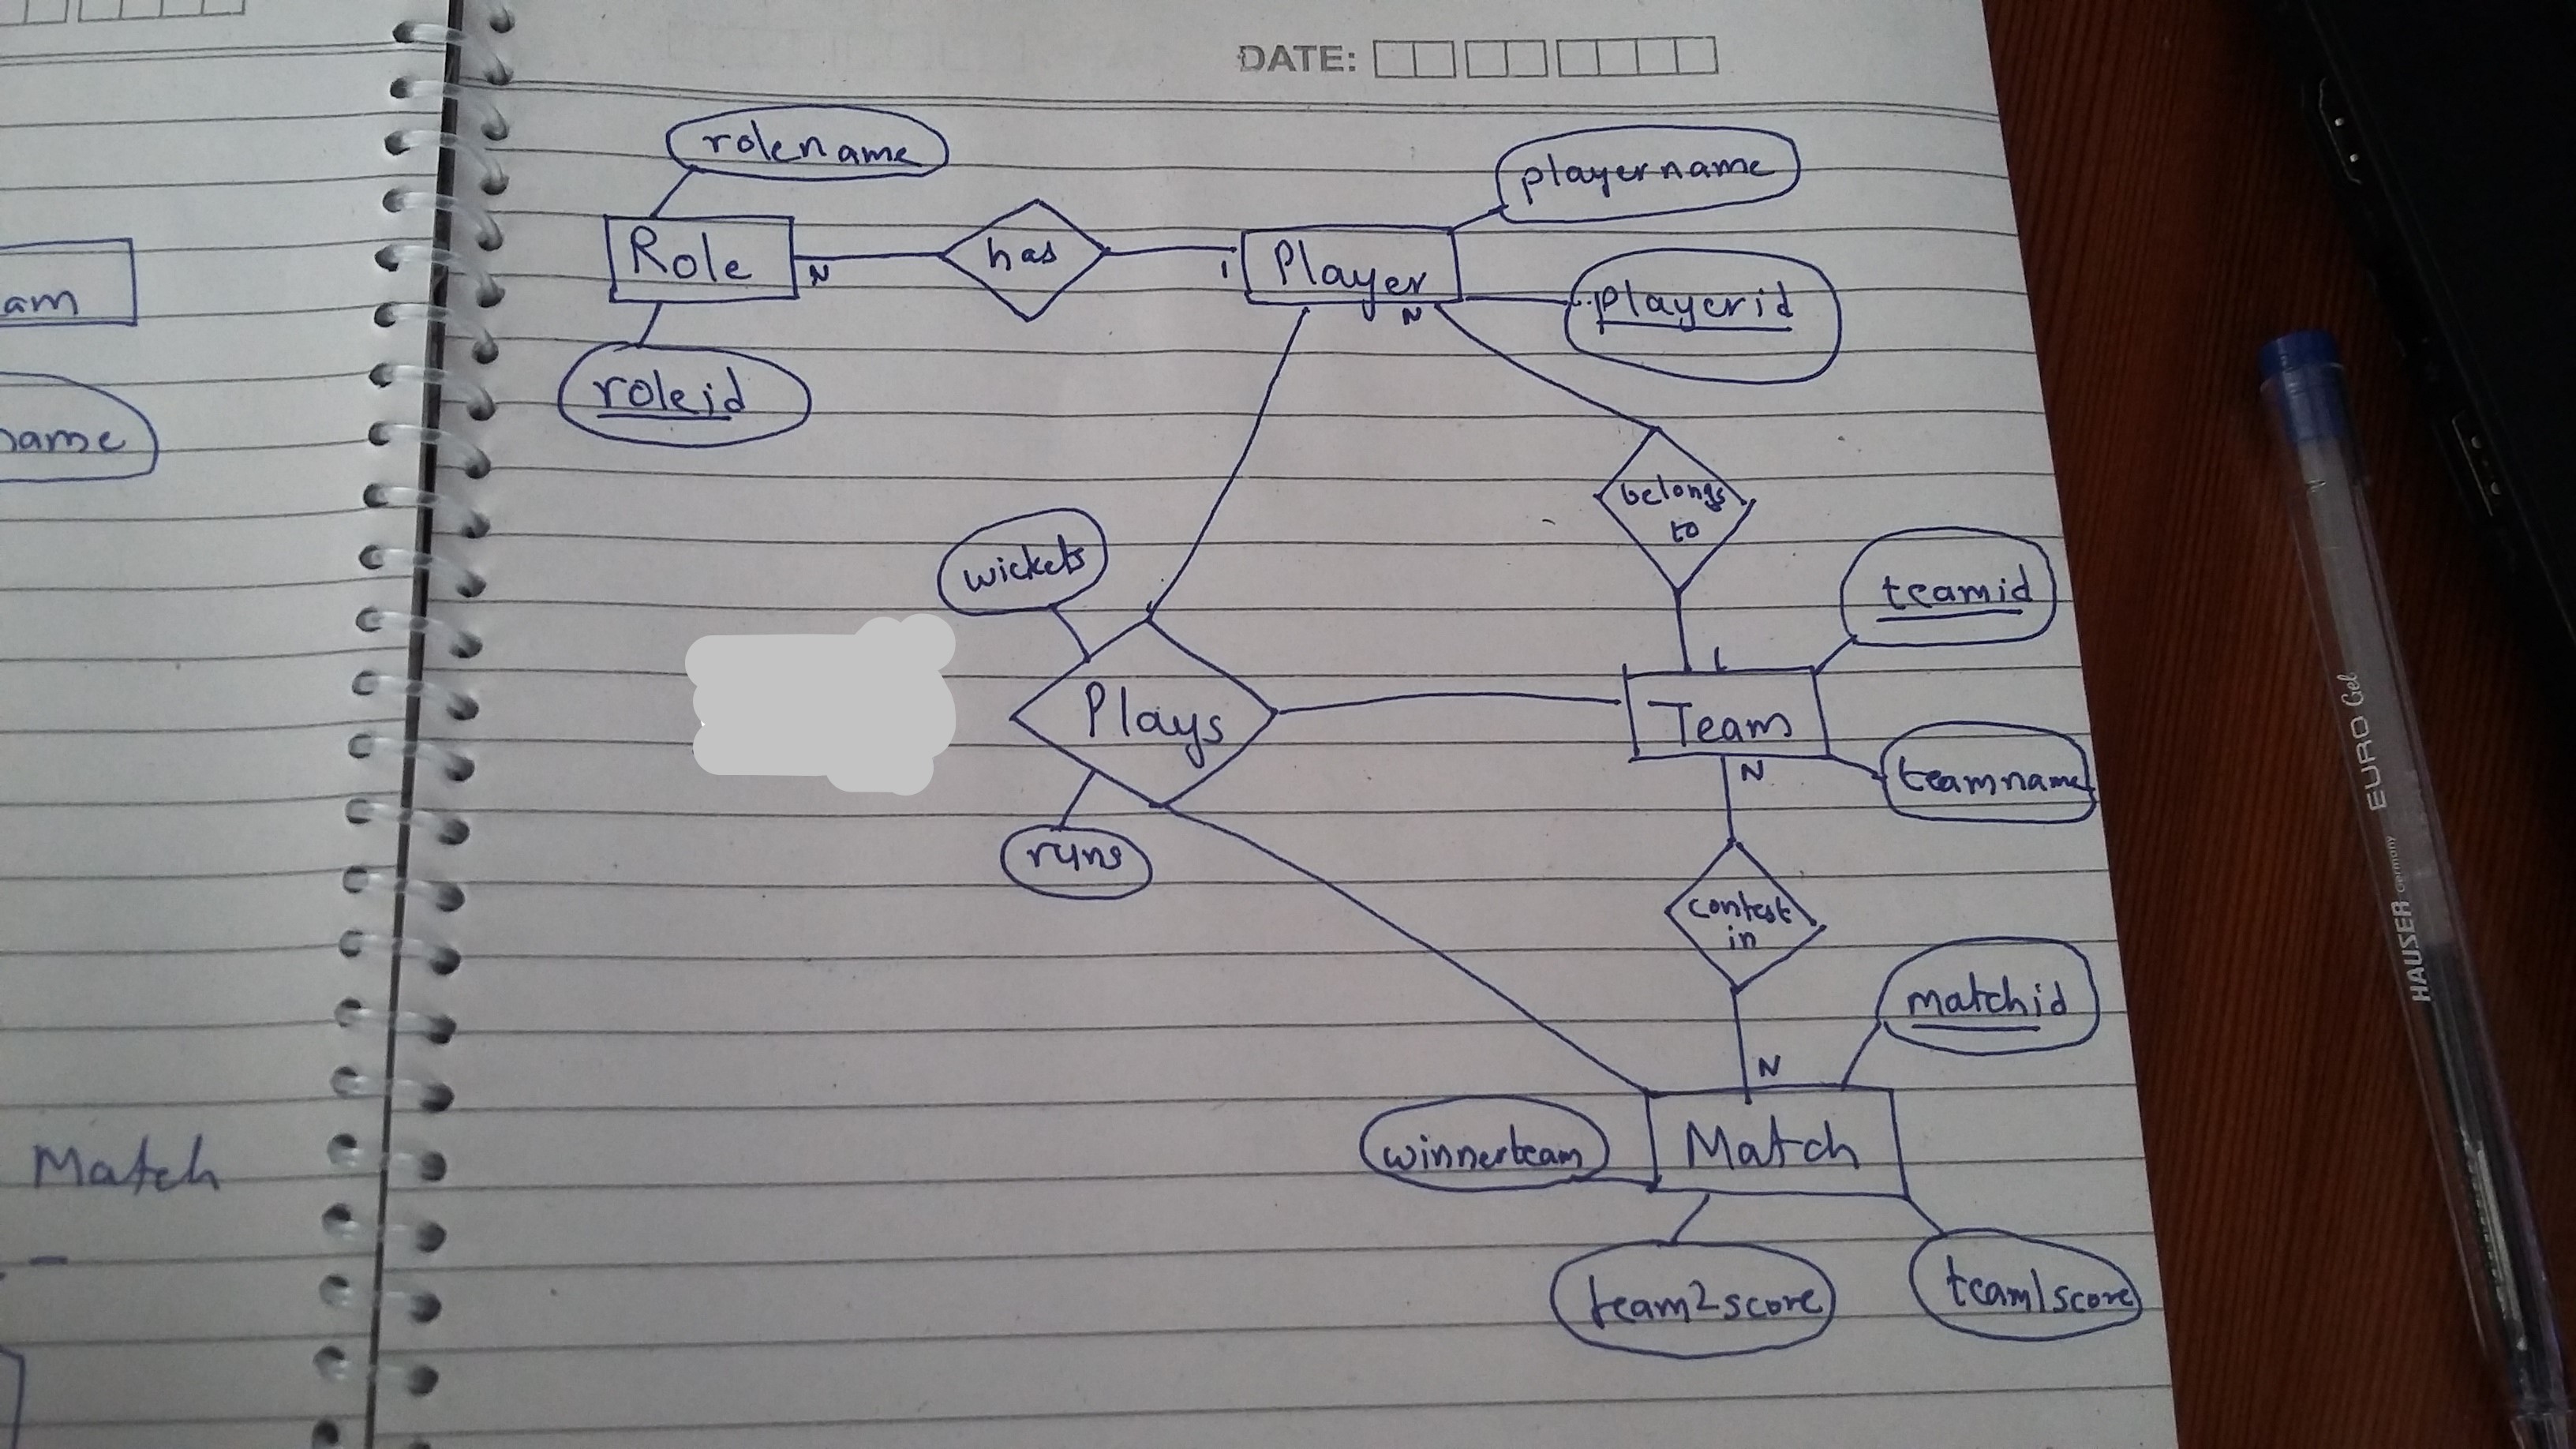 DATE:
rolename
playername
Role
N
has
1
Player
N
playerid
roleid
am
name
belongs
to
wickets
teamid
1
Plays
Team
N
teamname
runs
contest
in
matchid
N
winnerteam
Match
Match
team2score
team1score
EURO Gel
HAUSER Germany